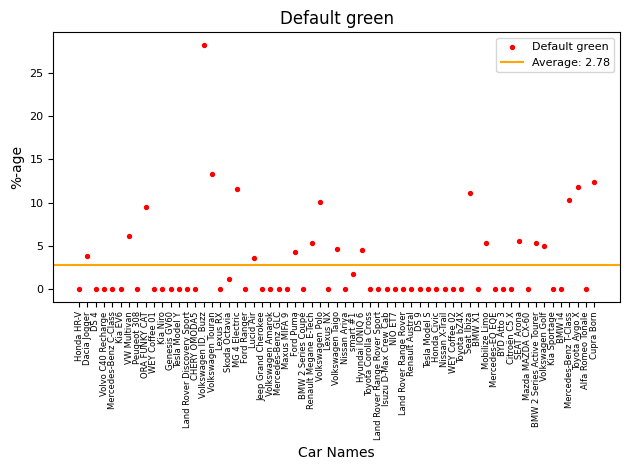 Default green
Default green
Average: 2.78
%-age
25
20
15
10
5
0
Honda HR-V
Dacia Jogger
DS 4
Volvo C40 Recharge
Mercedes-Benz C-Class
Kia EV6
VW Multivan
Peugeot 308
ORA FUNKY CAT
WEY Coffee 01
Kia Niro
Genesis GV60
Tesla Model Y
Land Rover Discovery Sport
CHERY OMODA5
Volkswagen ID. Buzz
Volkswagen Touran
Lexus RX
Skoda Octavia
MG 4 Electric
Ford Ranger
Lucid Air
Jeep Grand Cherokee
Volkswagen Amarok
Mercedes-Benz GLC
Maxus MIFA 9
Ford Puma
BMW 2 Series Coupe
Renault Megane E-Tech
Volkswagen Polo
Lexus NX
Volkswagen Taigo
Nissan Ariya
smart #1
Hyundai IONIQ 6
Toyota Corolla Cross
Land Rover Range Rover Sport
Isuzu D-Max Crew Cab
NIO ET7
Land Rover Range Rover
Renault Austral
DS 9
Tesla Model S
Honda Civic
Nissan X-Trail
WEY Coffee 02
Toyota bZ4X
Seat Ibiza
BMW X1
Mobilize Limo
Mercedes-EQ EQE
BYD Atto 3
Citroën C5 X
SEAT Arona
Mazda MAZDA CX-60
BMW 2 Series Active Tourer
Volkswagen Golf
Kia Sportage
BMW i4
Mercedes-Benz T-Class
Toyota Aygo X
Alfa Romeo Tonale
Cupra Born
Car Names